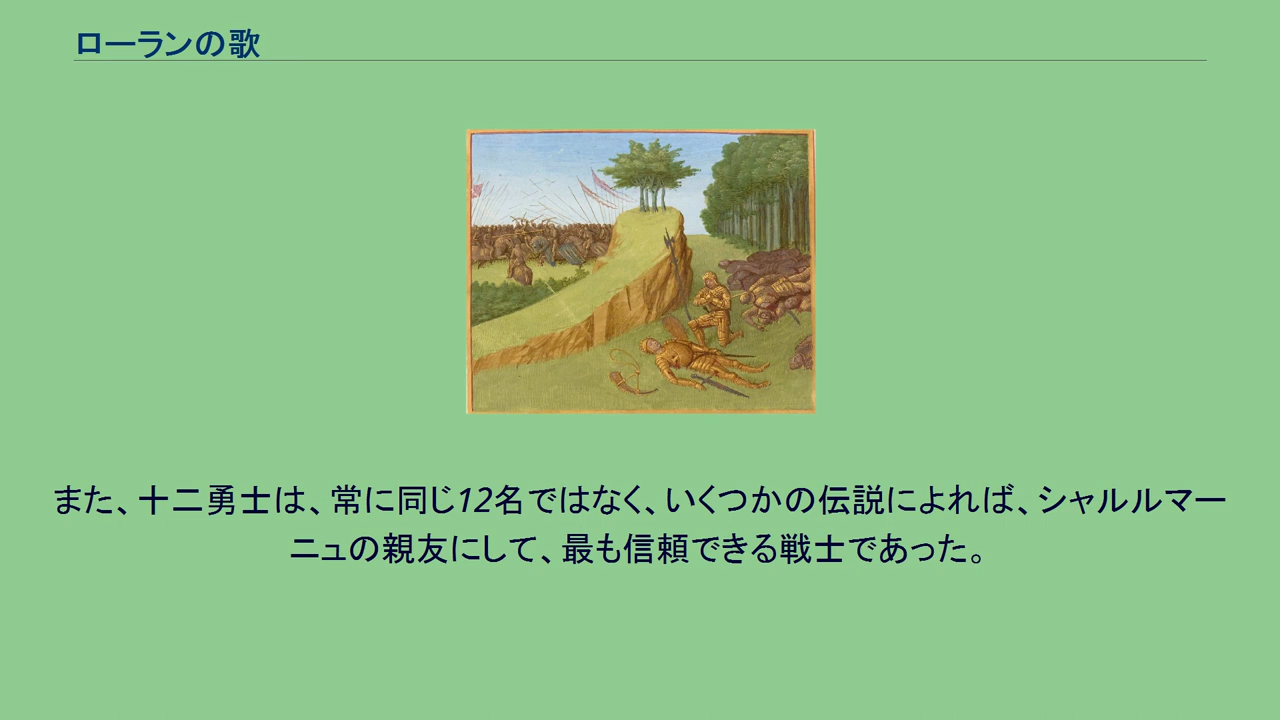 ローランの歌
また、十二勇士は、常に同じ12名ではなく、いくつかの伝説によれば、シャルルマー
ニュの親友にして、最も信頼できる戦士であった。